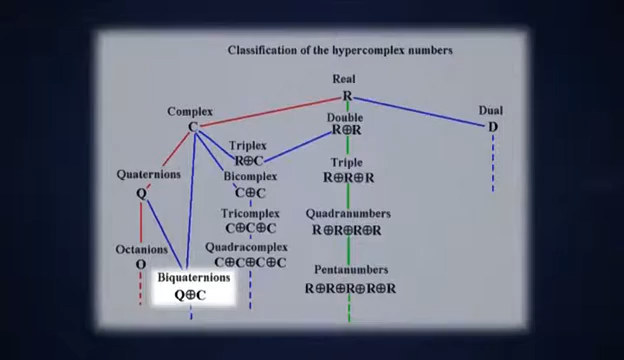 Classification of the hypercomplex numbers
Real
R
Complex
C
Double
R⊕R
Dual
D
Triplex
R⊕C
Quaternions
Q
Bicomplex
C⊕C
Triple
R⊕R⊕R
Tricomplex
C⊕C⊕C
Quadranumbers
R⊕R⊕R⊕R
Octanions
O
Quadracomplex
C⊕C⊕C⊕C
Biquaternions
Q⊕C
Pentanumbers
R⊕R⊕R⊕R⊕R